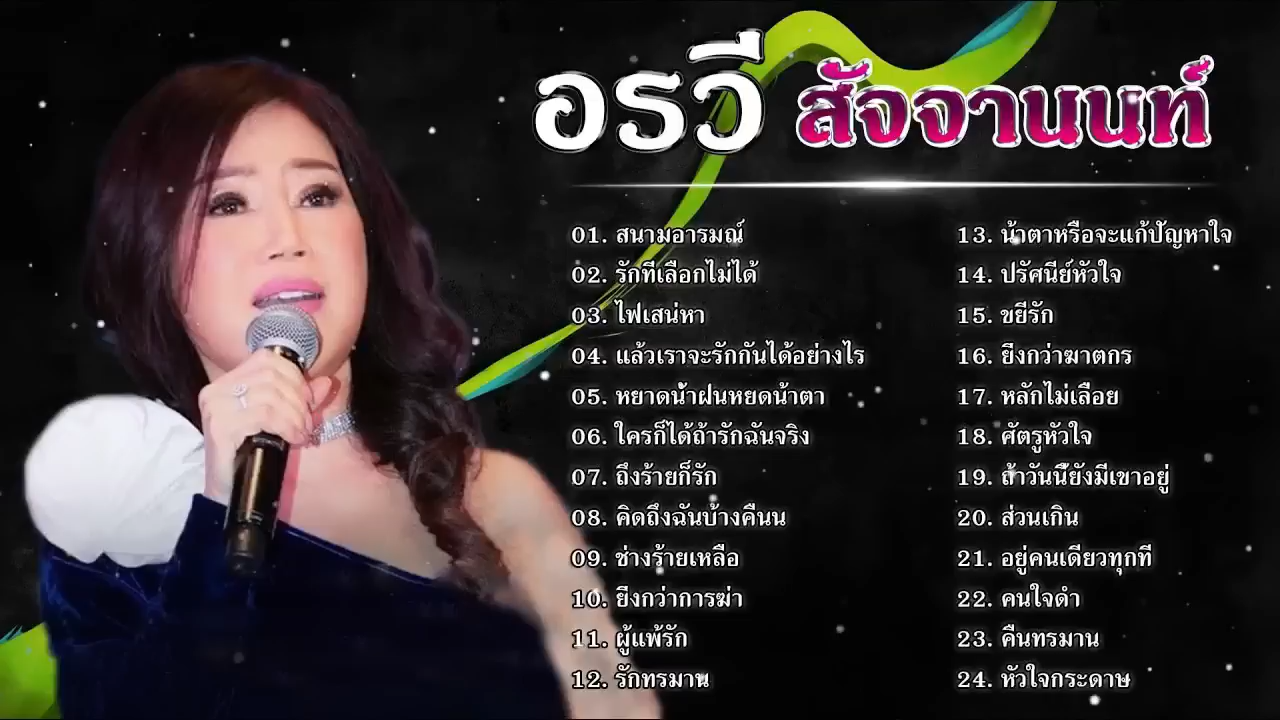 อรวี สัจจานนท์
01. สนามอารมณ์
02. รักที่เลือกไม่ได้
03. ไฟเสน่หา
04. แล้วเราจะรักกันได้อย่างไร
05. หยาดน้ำฝนหยดน้ำตา
06. ใครก็ได้ถ้ารักฉันจริง
07. ถึงร้ายก็รัก
08. คิดถึงฉันบ้างคืนน
09. ช่างร้ายเหลือ
10. ยิ่งกว่าการฆ่า
11. ผู้แพ้รัก
12. รักทรมาน
13. น้ำตาหรือจะแก้ปัญหาใจ
14. ปรัศนีย์หัวใจ
15. ขยี้รัก
16. ยิ่งกว่าฆาตกร
17. หลักไม้เลื้อย
18. ศัตรูหัวใจ
19. ถ้าวันนี้ยังมีเขาอยู่
20. ส่วนเกิน
21. อยู่คนเดียวทุกที
22. คนใจดำ
23. คืนทรมาน
24. หัวใจกระดาษ